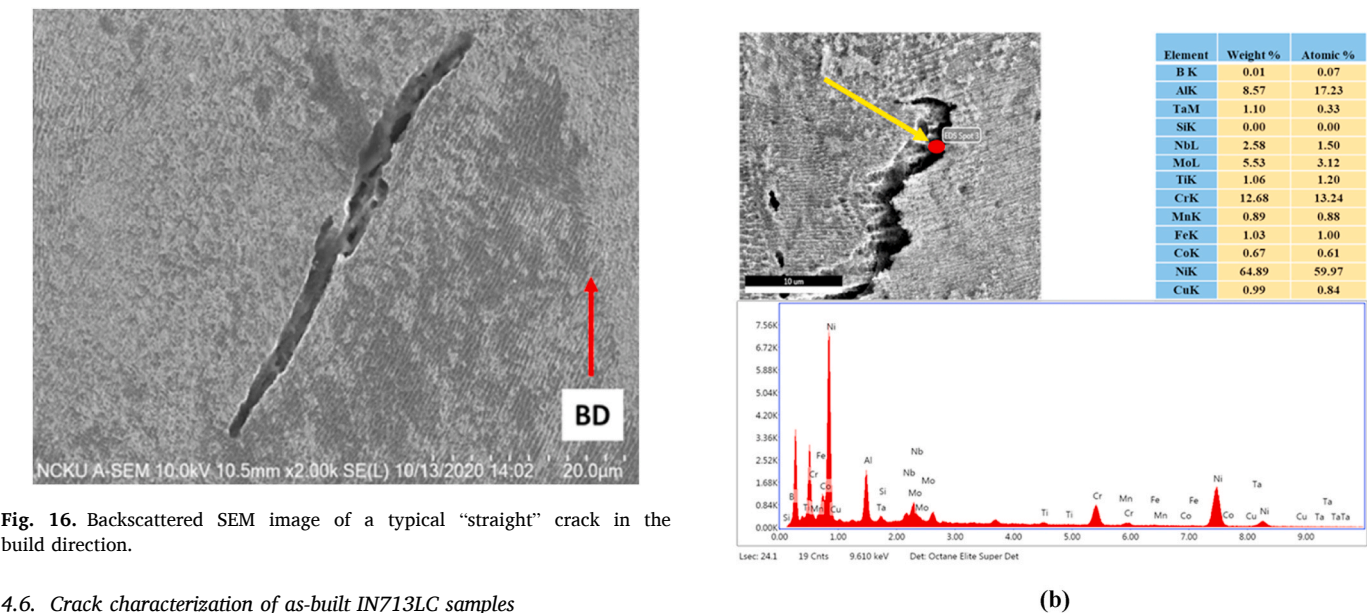 BD
NCKU A-SEM 10.0kV 10.5mm x2.00k SE(L) 10/13/2020 14:02 20.0µm
Fig. 16. Backscattered SEM image of a typical “straight” crack in the
build direction.
4.6. Crack characterization of as-built IN713LC samples
EDS Spot 3
10 um
Element Weight % Atomic %
B K 0.01 0.07
AlK 8.57 17.23
TaM 1.10 0.33
SiK 0.00 0.00
NbL 2.58 1.50
MoL 5.53 3.12
TiK 1.06 1.20
CrK 12.68 13.24
MnK 0.89 0.88
FeK 1.03 1.00
CoK 0.67 0.61
NiK 64.89 59.97
CuK 0.99 0.84
7.56K
6.72K
5.88K
5.04K
4.20K
3.36K
2.52K
1.68K
0.84K
0.00K
Ni
Fe
Cr
Co
B
Si
Ti
Mn
Cu
Al
Si
Ta
Nb
Nb
Mo
Mo
Mo
Ti Ti
Cr
Mn
Cr
Fe
Mn
Co
Fe
Ni
Co
Ta
Cu
Ni
Cu
Ta
Ta
TaTa
0.00 1.00 2.00 3.00 4.00 5.00 6.00 7.00 8.00 9.00
Lsec: 24.1 19 Cnts 9.610 keV Det: Octane Elite Super Det
(b)